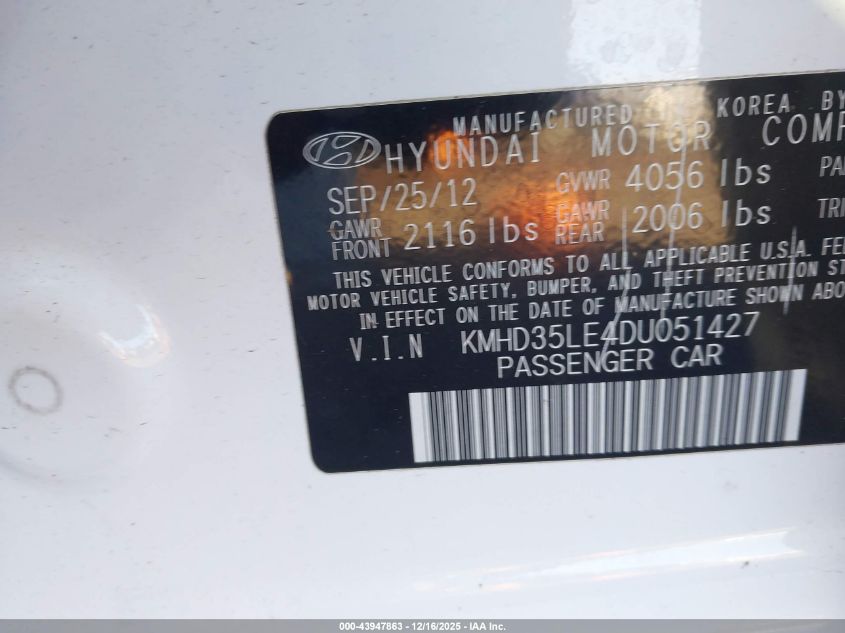 MANUFACTURED IN KOREA BY
HYUNDAI MOTOR COMP
SEP/25/12 GVWR 4056 lbs PA
GAWR FRONT 2116 lbs GAWR REAR 2006 lbs TRI
THIS VEHICLE CONFORMS TO ALL APPLICABLE U.S.A. FE
MOTOR VEHICLE SAFETY, BUMPER, AND THEFT PREVENTION ST
IN EFFECT ON THE DATE OF MANUFACTURE SHOWN ABO
V.I.N KMHD35LE4DU051427
PASSENGER CAR
000-43947863 - 12/16/2025 - IAA Inc.